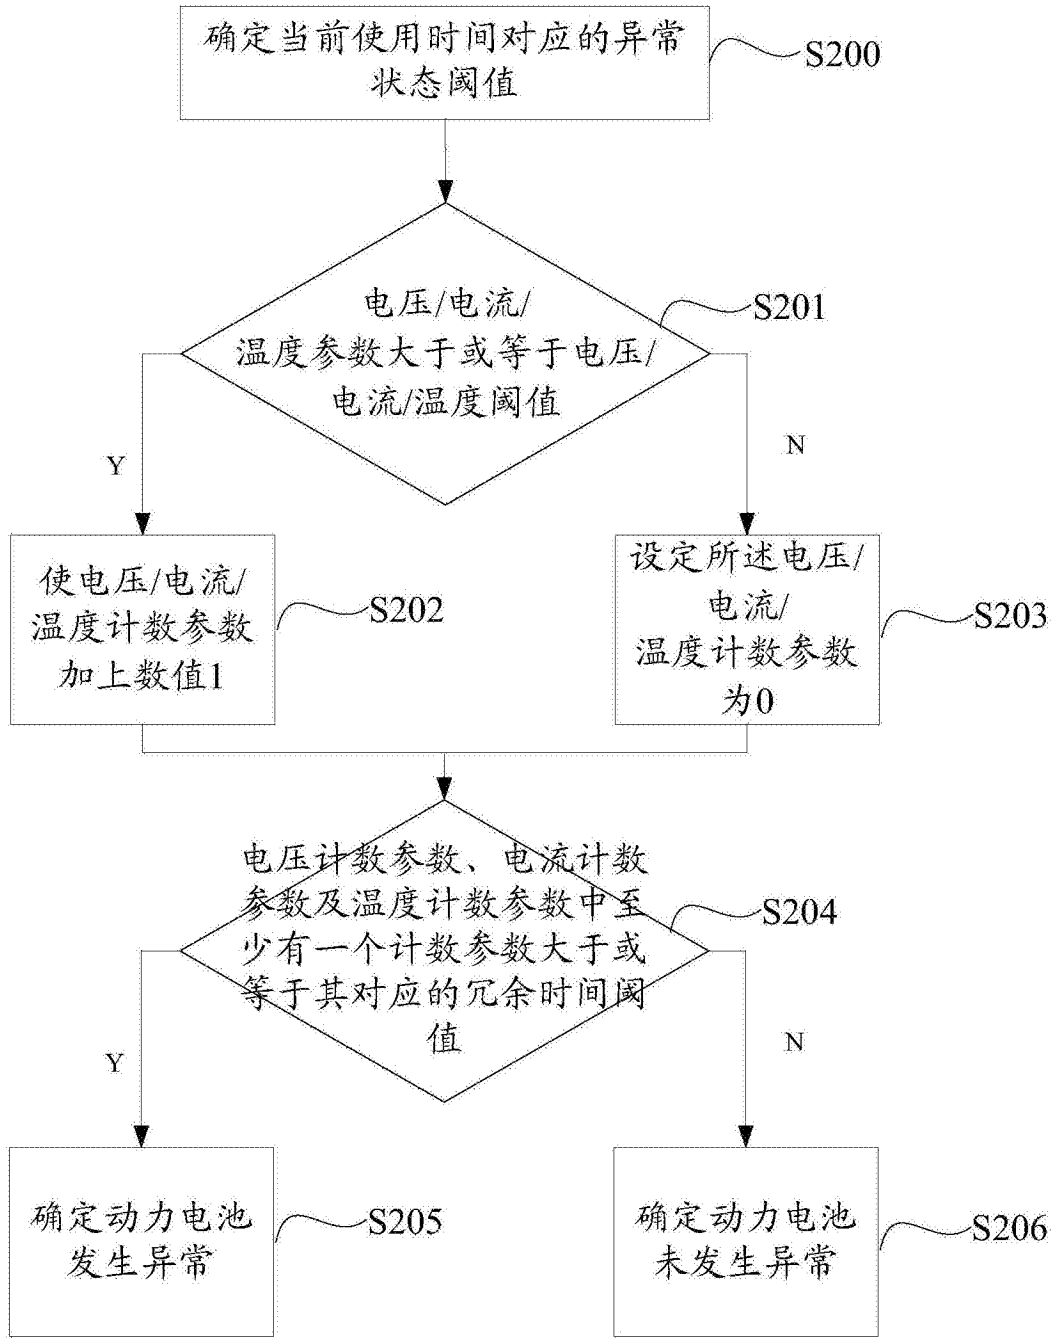 确定当前使用时间对应的异常
状态阈值
S200
电压/电流/
温度参数大于或等于电压/
电流/温度阈值
S201
Y
N
使电压/电流/
温度计数参数
加上数值1
S202
设定所述电压/
电流/
温度计数参数
为0
S203
电压计数参数、电流计数
参数及温度计数参数中至
少有一个计数参数大于或
等于其对应的冗余时间阈
值
S204
Y
N
确定动力电池
发生异常
S205
确定动力电池
未发生异常
S206